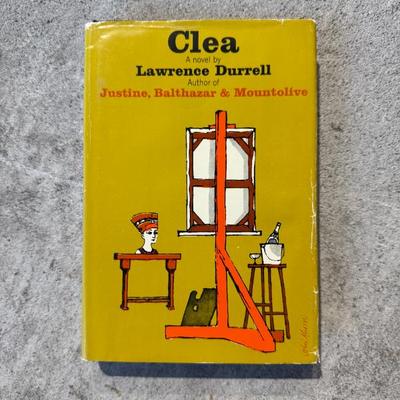 Clea
A novel by
Lawrence Durrell
Author of
Justine, Balthazar & Mountolive